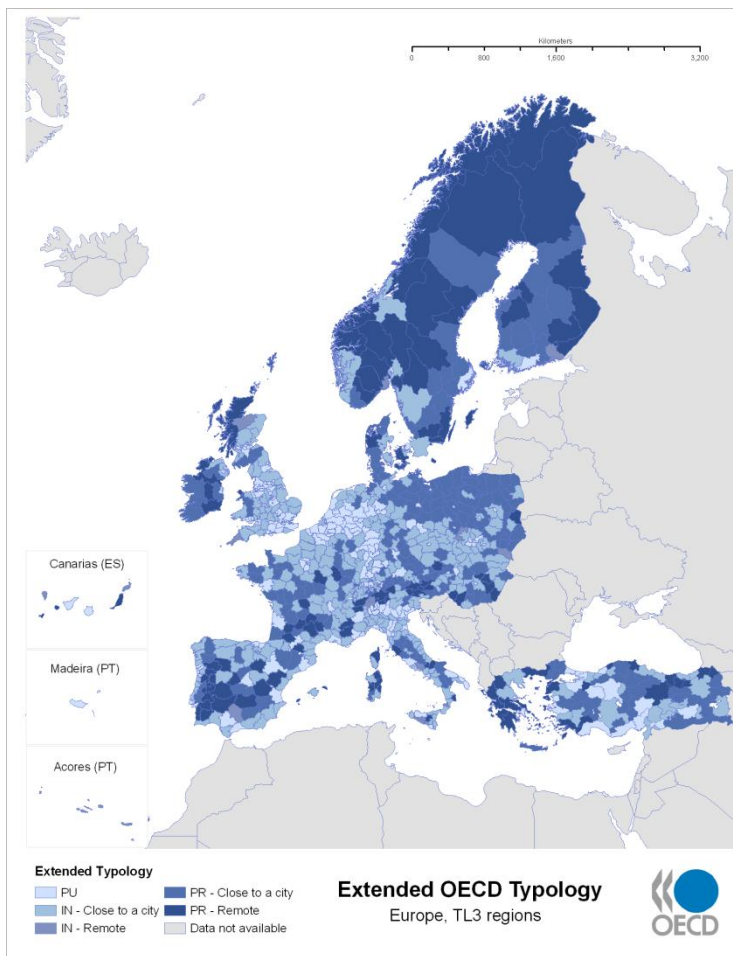 Kilometers
0 800 1,600 3,200
Canarias (ES)
Madeira (PT)
Acores (PT)
Extended Typology
PU
IN - Close to a city
IN - Remote
PR - Close to a city
PR - Remote
Data not available
Extended OECD Typology
Europe, TL3 regions
OECD